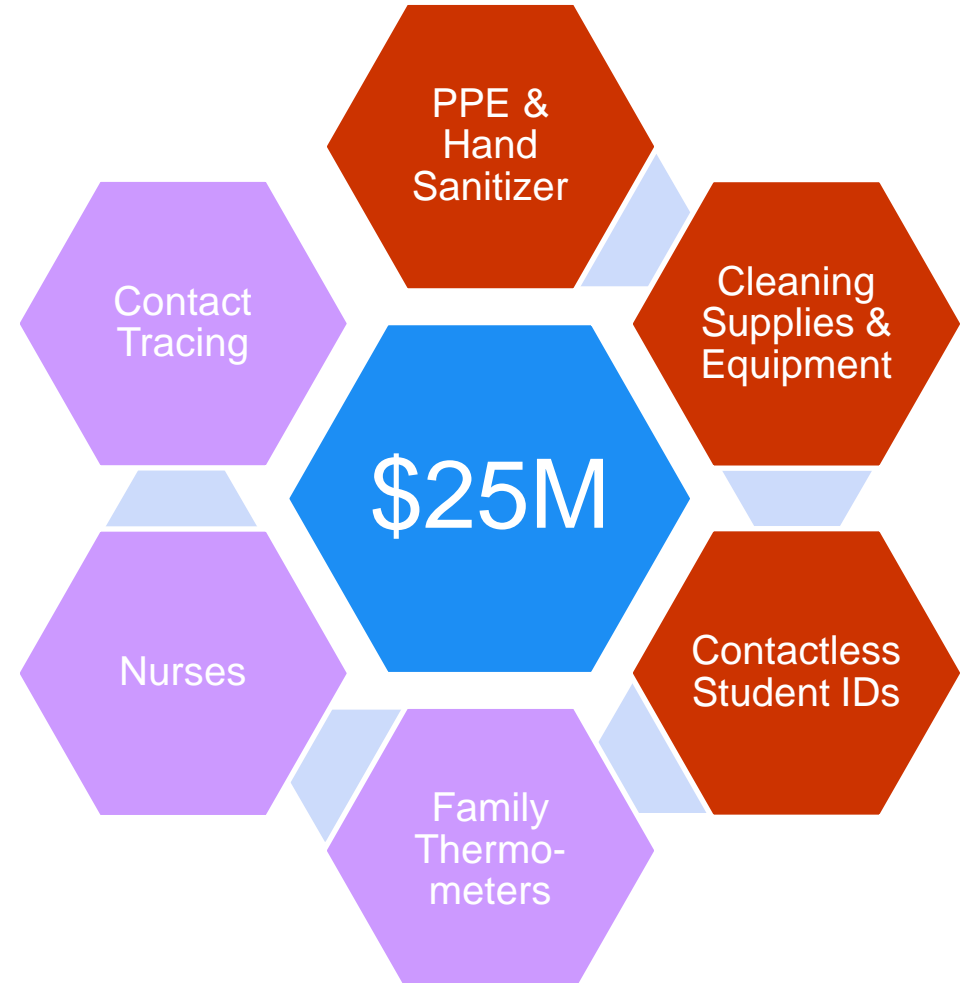 PPE &
Hand
Sanitizer
Cleaning
Supplies &
Equipment
Contactless
Student IDs
Family
Thermo-
meters
Nurses
Contact
Tracing
$25M